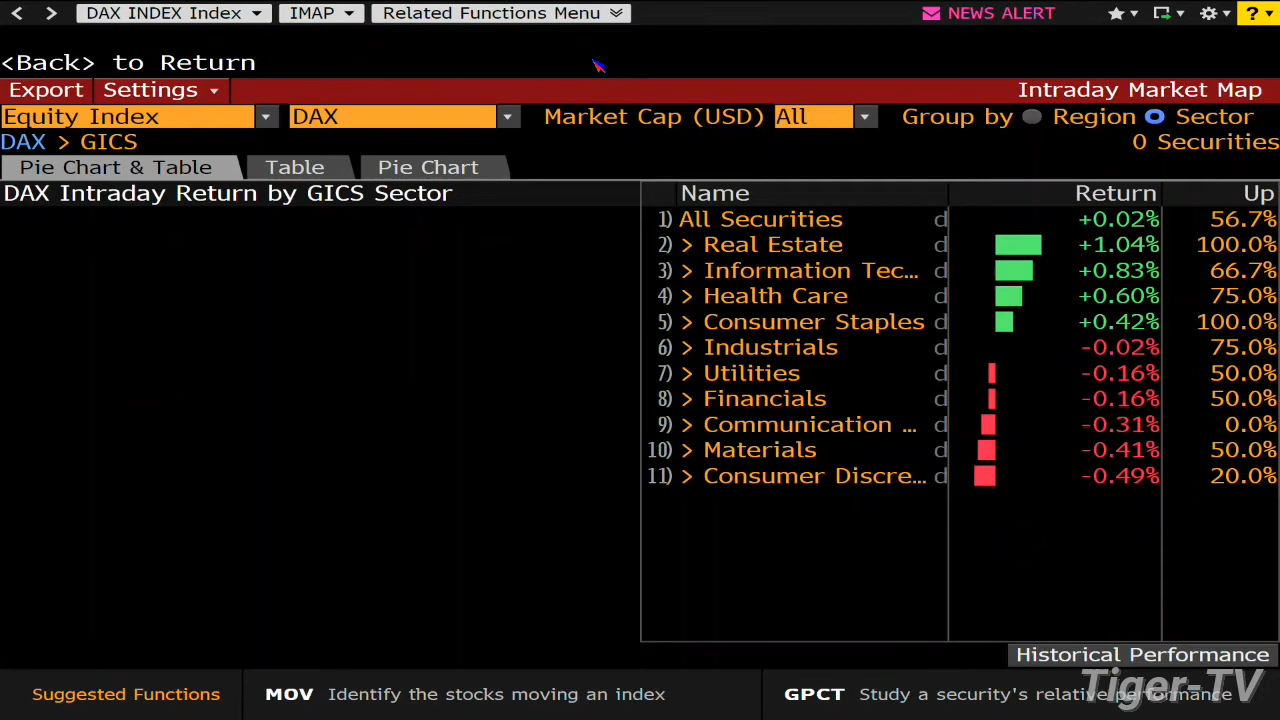 DAX INDEX Index IMAP Related Functions Menu NEWS ALERT ?
<Back> to Return
Export Settings Intraday Market Map
Equity Index DAX Market Cap (USD) All Group by Region Sector
DAX > GICS 0 Securities
Pie Chart & Table Table Pie Chart
DAX Intraday Return by GICS Sector Name Return Up
1) All Securities d +0.02% 56.7%
2) > Real Estate d +1.04% 100.0%
3) > Information Tec... d +0.83% 66.7%
4) > Health Care d +0.60% 75.0%
5) > Consumer Staples d +0.42% 100.0%
6) > Industrials d -0.02% 75.0%
7) > Utilities d -0.16% 50.0%
8) > Financials d -0.16% 50.0%
9) > Communication ... d -0.31% 0.0%
10) > Materials d -0.41% 50.0%
11) > Consumer Discre... d -0.49% 20.0%
Historical Performance
Suggested Functions MOV Identify the stocks moving an index GPCT Study a security's relative performance
Tiger-TV